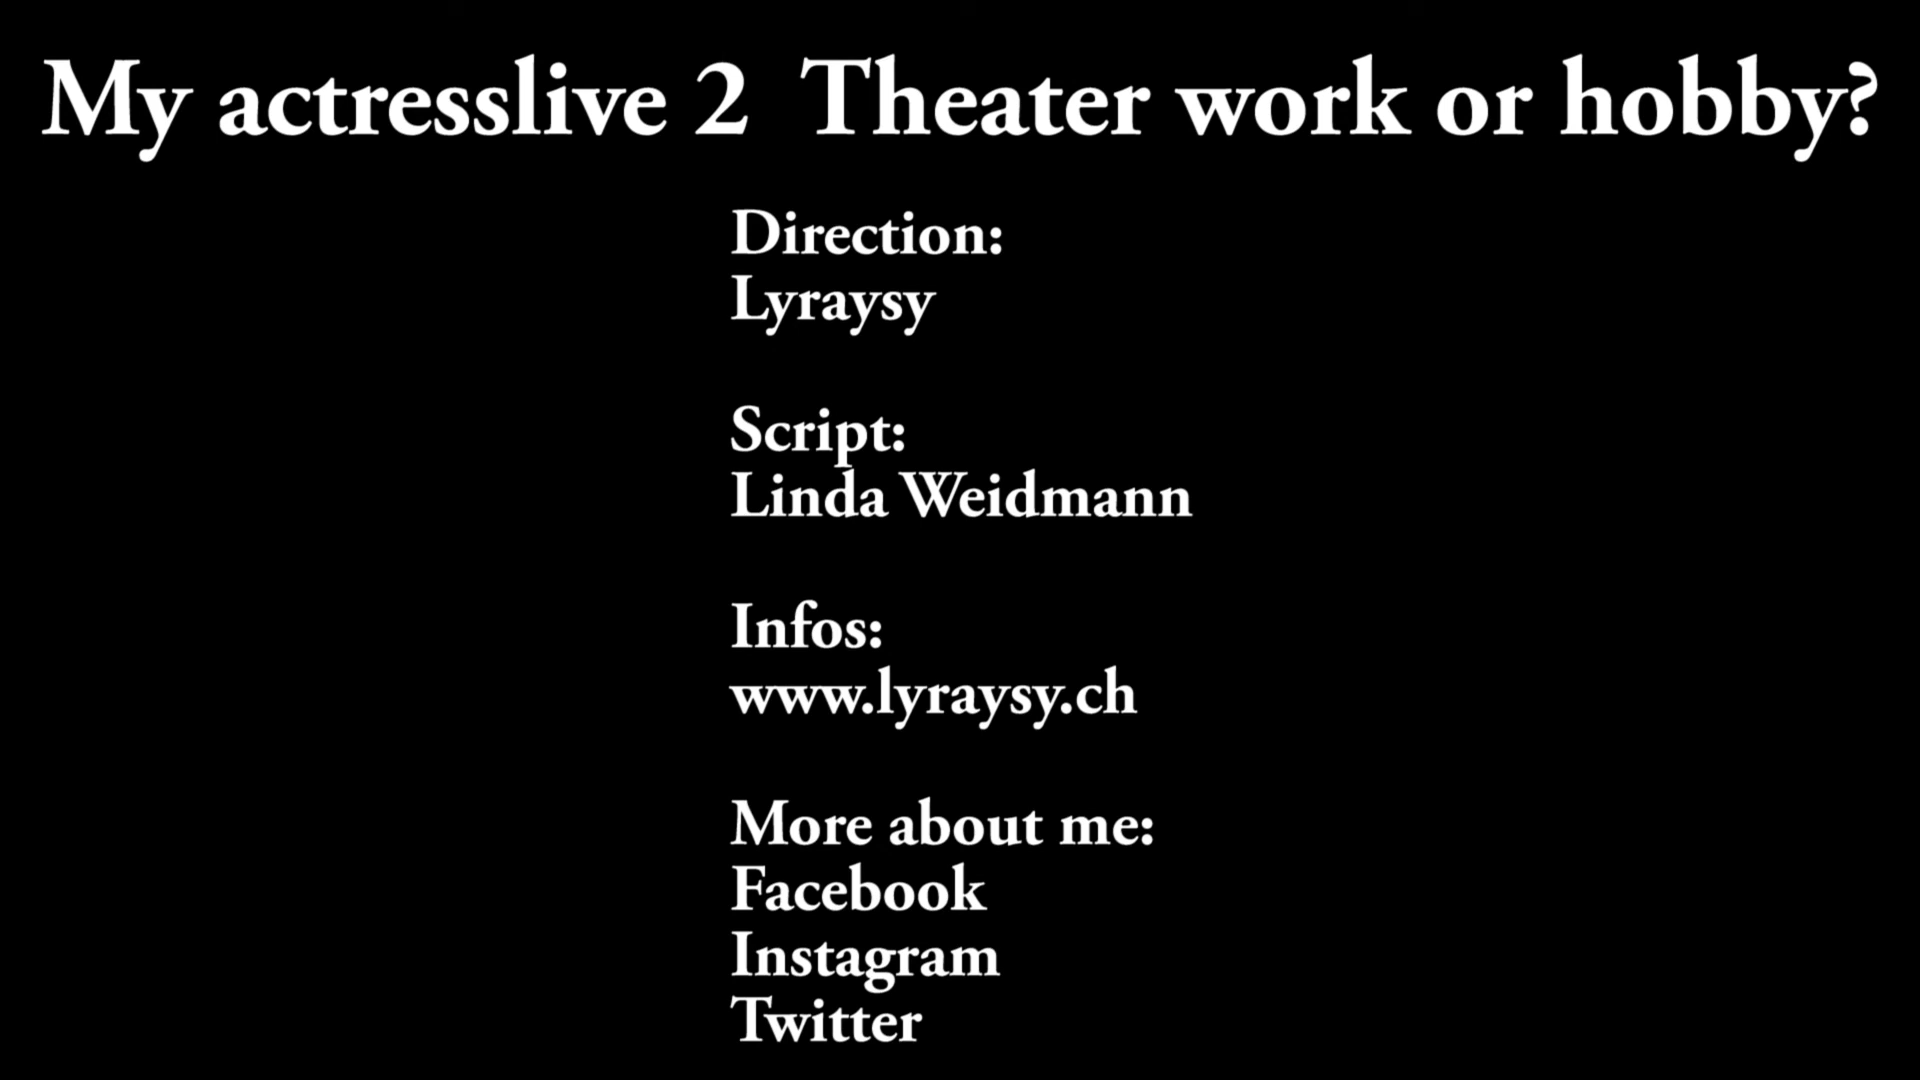 My actresslive 2  Theater work or hobby?
Direction:
Lyraysy
Script:
Linda Weidmann
Infos:
www.lyraysy.ch
More about me:
Facebook
Instagram
Twitter